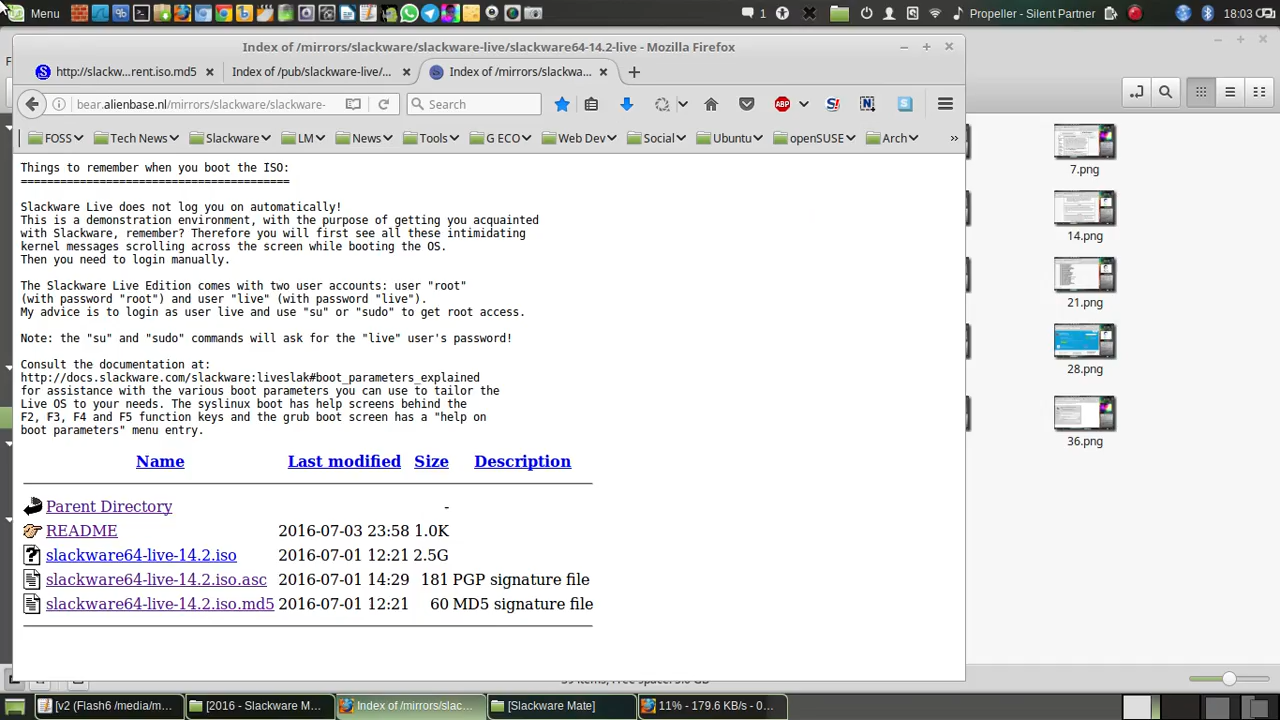 Menu
1
Propeller - Silent Partner
18:03
Index of /mirrors/slackware/slackware-live/slackware64-14.2-live - Mozilla Firefox
http://slackw...rent.iso.md5
Index of /pub/slackware-live/...
Index of /mirrors/slackwa...
bear.alienbase.nl/mirrors/slackware/slackware-
Search
ABP
FOSS
Tech News
Slackware
LM
News
Tools
G ECO
Web Dev
Social
Ubuntu
openSUSE
Arch
»
Things to remember when you boot the ISO:
=========================================
Slackware Live does not log you on automatically!
This is a demonstration environment, with the purpose of getting you acquainted
with Slackware, remember? Therefore you will first see all these intimidating
kernel messages scrolling across the screen while booting the OS.
Then you need to login manually.
The Slackware Live Edition comes with two user accounts: user "root"
(with password "root") and user "live" (with password "live").
My advice is to login as user live and use "su" or "sudo" to get root access.
Note: the "su" and "sudo" commands will ask for the "live" user's password!
Consult the documentation at:
http://docs.slackware.com/slackware:liveslak#boot_parameters_explained
for assistance with the various boot parameters you can use to tailor the
Live OS to your needs. The syslinux boot has help screens behind the
F2, F3, F4 and F5 function keys and the grub boot screen has a "help on
boot parameters" menu entry.
Name Last modified Size Description
Parent Directory -
README 2016-07-03 23:58 1.0K
slackware64-live-14.2.iso 2016-07-01 12:21 2.5G
slackware64-live-14.2.iso.asc 2016-07-01 14:29 181 PGP signature file
slackware64-live-14.2.iso.md5 2016-07-01 12:21 60 MD5 signature file
7.png
14.png
21.png
28.png
36.png
[v2 (Flash6 /media/m...
[2016 - Slackware M...
Index of /mirrors/slac...
[Slackware Mate]
11% - 179.6 KB/s - 0...